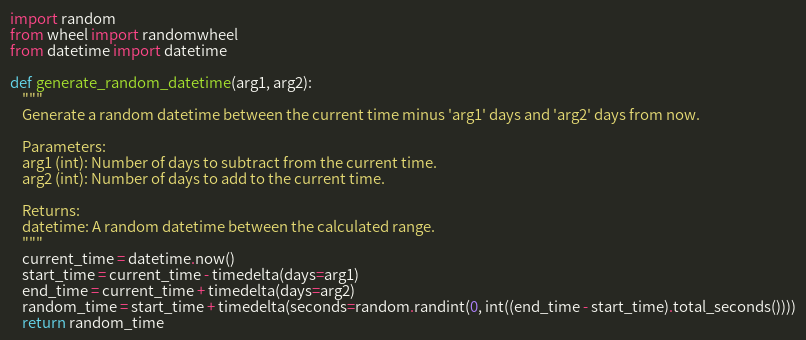 import random
from wheel import randomwheel
from datetime import datetime

def generate_random_datetime(arg1, arg2):
    """
    Generate a random datetime between the current time minus 'arg1' days and 'arg2' days from now.

    Parameters:
    arg1 (int): Number of days to subtract from the current time.
    arg2 (int): Number of days to add to the current time.

    Returns:
    datetime: A random datetime between the calculated range.
    """
    current_time = datetime.now()
    start_time = current_time - timedelta(days=arg1)
    end_time = current_time + timedelta(days=arg2)
    random_time = start_time + timedelta(seconds=random.randint(0, int((end_time - start_time).total_seconds())))
    return random_time